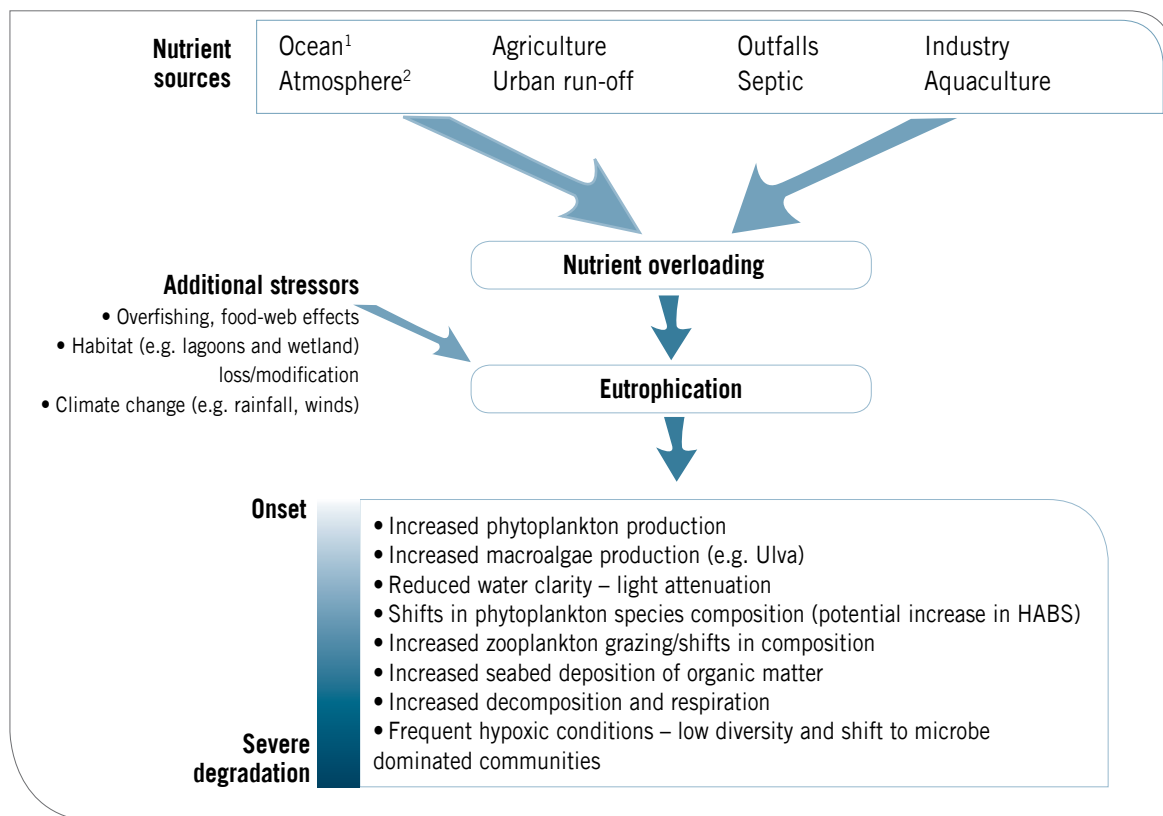 Nutrient sources
Ocean¹ Agriculture Outfalls Industry
Atmosphere² Urban run-off Septic Aquaculture
Nutrient overloading
Additional stressors
• Overfishing, food-web effects
• Habitat (e.g. lagoons and wetland)
loss/modification
• Climate change (e.g. rainfall, winds)
Eutrophication
Onset
• Increased phytoplankton production
• Increased macroalgae production (e.g. Ulva)
• Reduced water clarity – light attenuation
• Shifts in phytoplankton species composition (potential increase in HABS)
• Increased zooplankton grazing/shifts in composition
• Increased seabed deposition of organic matter
• Increased decomposition and respiration
• Frequent hypoxic conditions – low diversity and shift to microbe
dominated communities
Severe
degradation